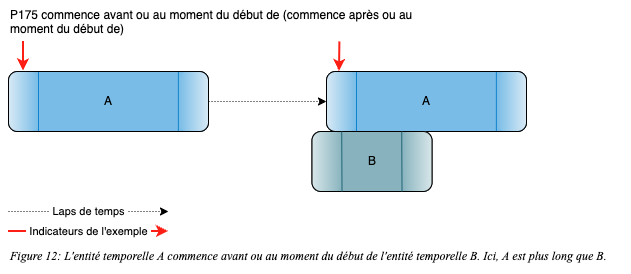 P175 commence avant ou au moment du début de (commence après ou au
moment du début de)
A
A
B
Laps de temps
Indicateurs de l'exemple
Figure 12: L'entité temporelle A commence avant ou au moment du début de l'entité temporelle B. Ici, A est plus long que B.